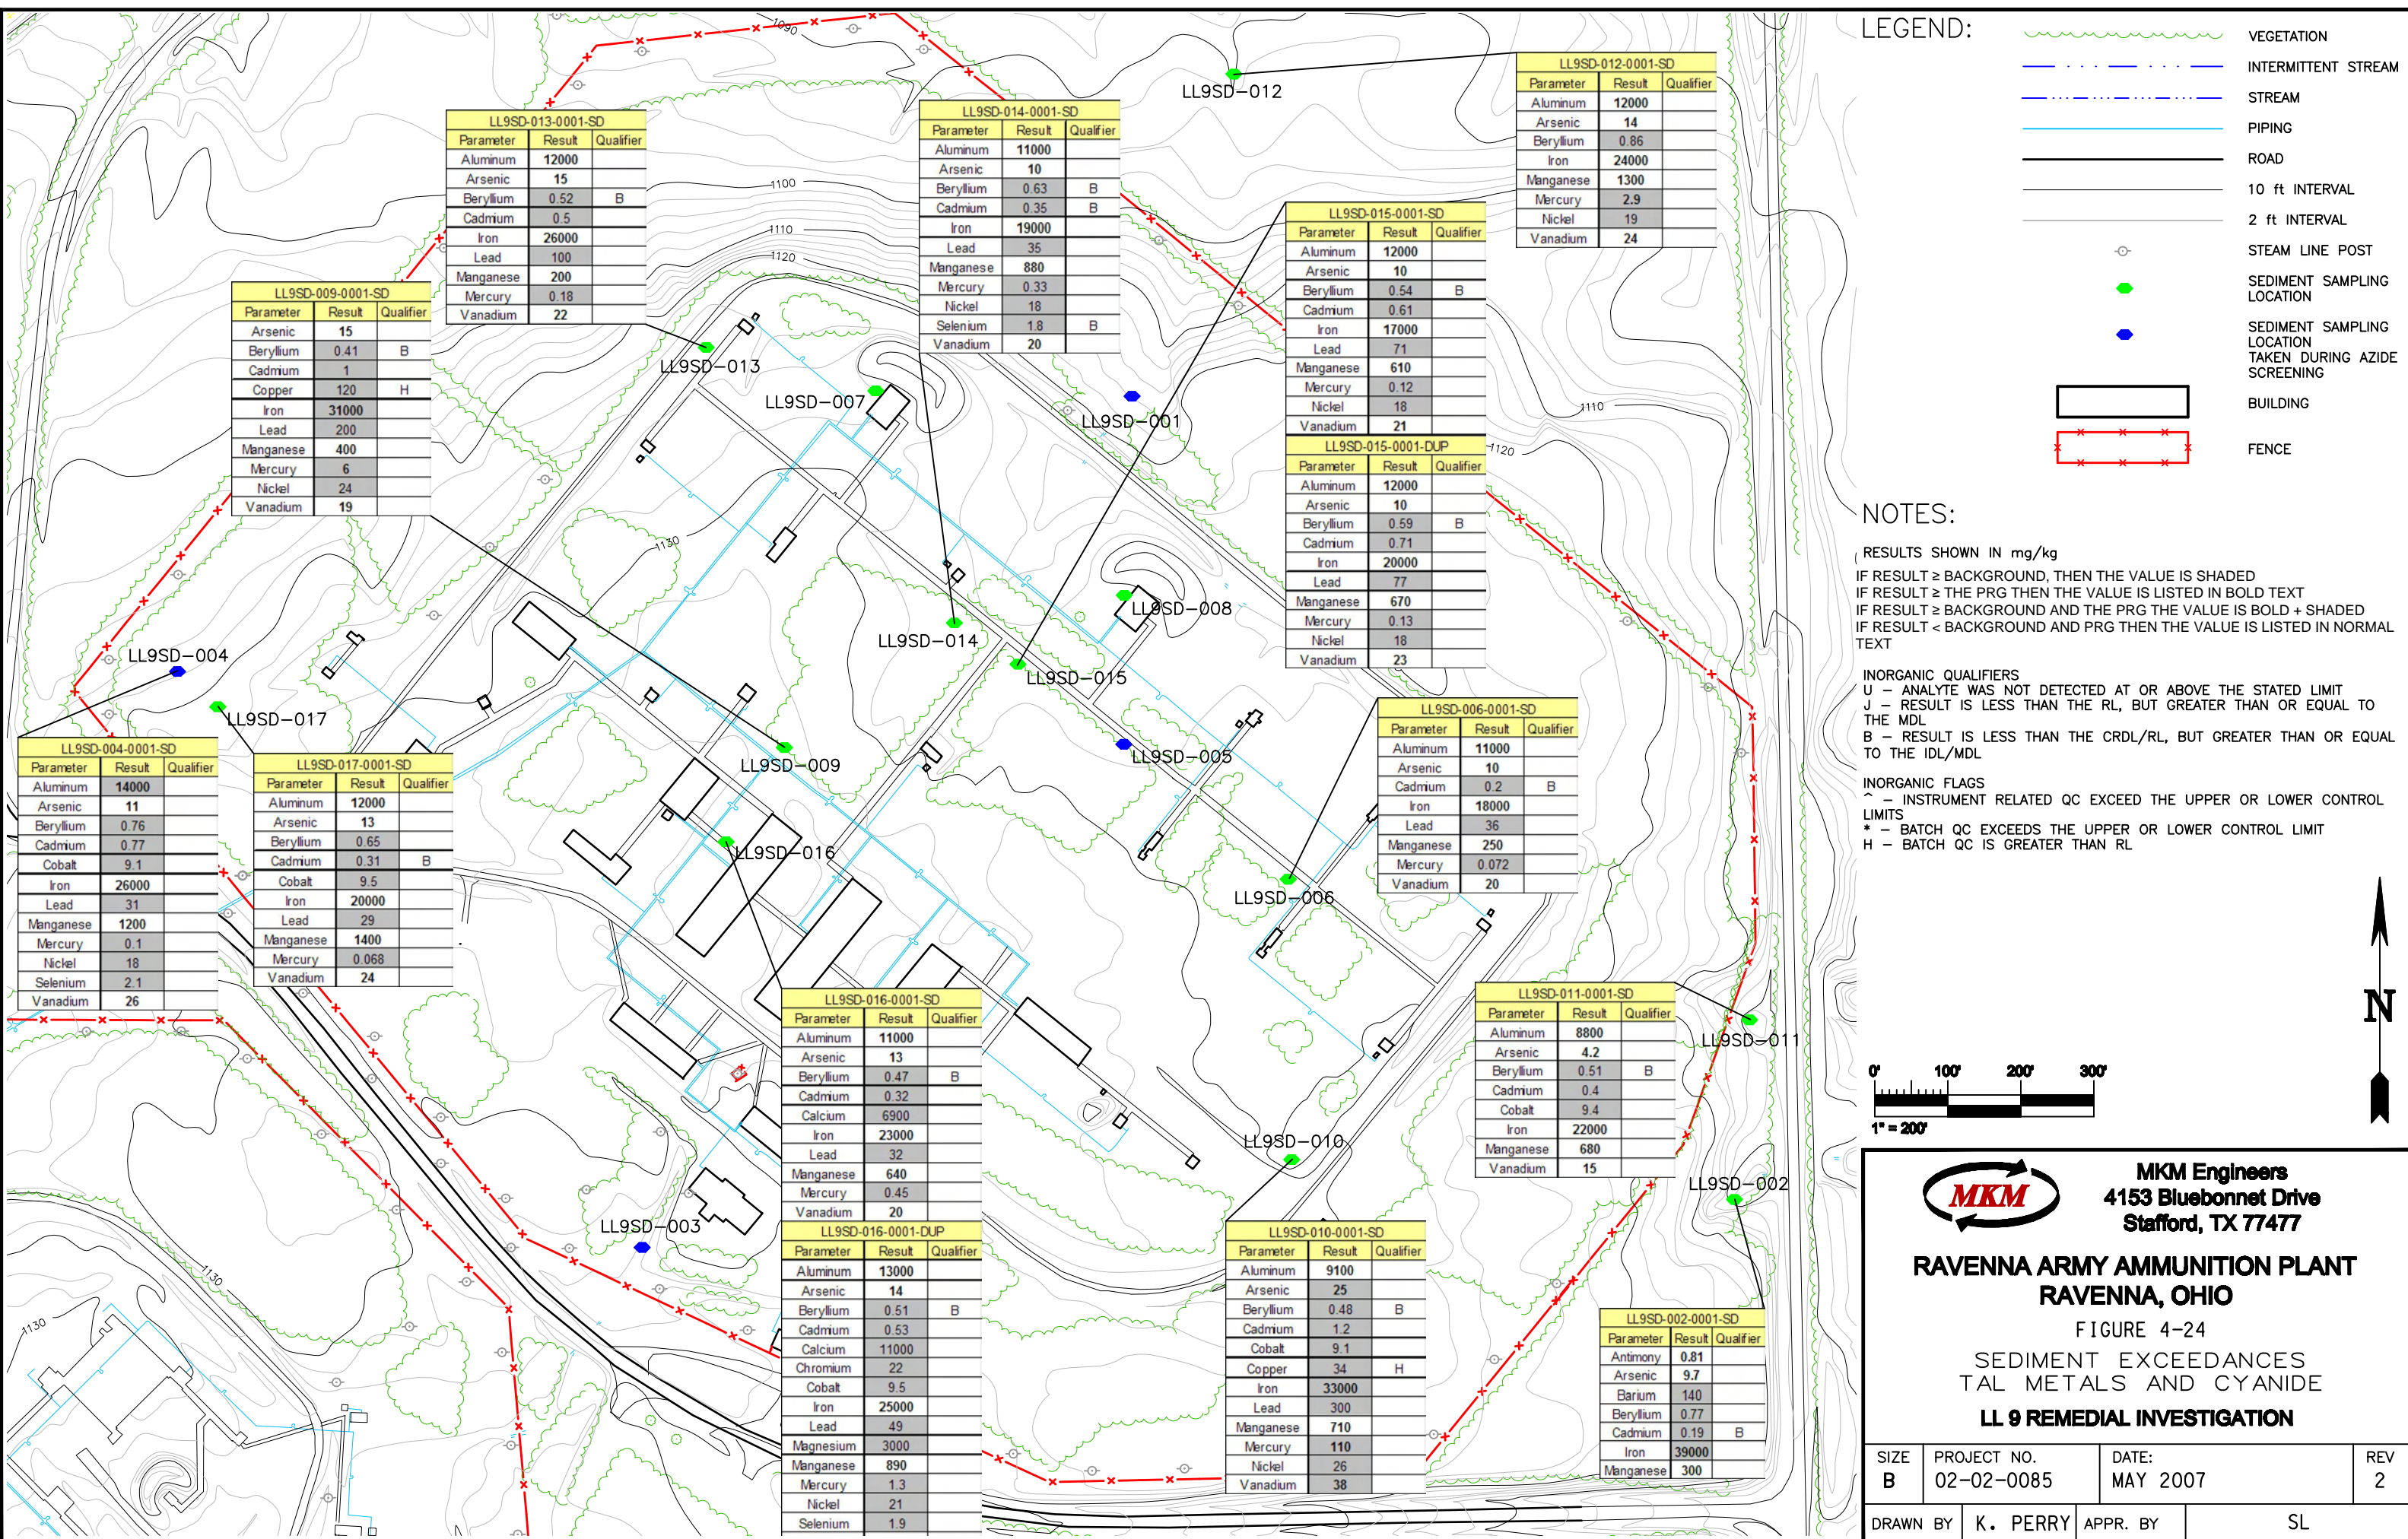 LEGEND:
VEGETATION
INTERMITTENT STREAM
STREAM
PIPING
ROAD
10 ft INTERVAL
2 ft INTERVAL
STEAM LINE POST
SEDIMENT SAMPLING
LOCATION
SEDIMENT SAMPLING
LOCATION
TAKEN DURING AZIDE
SCREENING
BUILDING
FENCE
NOTES:
RESULTS SHOWN IN mg/kg
IF RESULT ≥ BACKGROUND, THEN THE VALUE IS SHADED
IF RESULT ≥ THE PRG THEN THE VALUE IS LISTED IN BOLD TEXT
IF RESULT ≥ BACKGROUND AND THE PRG THE VALUE IS BOLD + SHADED
IF RESULT < BACKGROUND AND PRG THEN THE VALUE IS LISTED IN NORMAL
TEXT
INORGANIC QUALIFIERS
U – ANALYTE WAS NOT DETECTED AT OR ABOVE THE STATED LIMIT
J – RESULT IS LESS THAN THE RL, BUT GREATER THAN OR EQUAL TO
THE MDL
B – RESULT IS LESS THAN THE CRDL/RL, BUT GREATER THAN OR EQUAL
TO THE IDL/MDL
INORGANIC FLAGS
^ – INSTRUMENT RELATED QC EXCEED THE UPPER OR LOWER CONTROL
LIMITS
* – BATCH QC EXCEEDS THE UPPER OR LOWER CONTROL LIMIT
H – BATCH QC IS GREATER THAN RL
N
0' 100' 200' 300'
1" = 200'
MKM
MKM Engineers
4153 Bluebonnet Drive
Stafford, TX 77477
RAVENNA ARMY AMMUNITION PLANT
RAVENNA, OHIO
FIGURE 4-24
SEDIMENT EXCEEDANCES
TAL METALS AND CYANIDE
LL 9 REMEDIAL INVESTIGATION
SIZE PROJECT NO. DATE: REV
B 02-02-0085 MAY 2007 2
DRAWN BY K. PERRY APPR. BY SL
LL9SD-013-0001-SD
Parameter Result Qualifier
Aluminum 12000
Arsenic 15
Beryllium 0.52 B
Cadmium 0.5
Iron 26000
Lead 100
Manganese 200
Mercury 0.18
Vanadium 22
LL9SD-014-0001-SD
Parameter Result Qualifier
Aluminum 11000
Arsenic 10
Beryllium 0.63 B
Cadmium 0.35 B
Iron 19000
Lead 35
Manganese 880
Mercury 0.33
Nickel 18
Selenium 1.8 B
Vanadium 20
LL9SD-012-0001-SD
Parameter Result Qualifier
Aluminum 12000
Arsenic 14
Beryllium 0.86
Iron 24000
Manganese 1300
Mercury 2.9
Nickel 19
Vanadium 24
LL9SD-015-0001-SD
Parameter Result Qualifier
Aluminum 12000
Arsenic 10
Beryllium 0.54 B
Cadmium 0.61
Iron 17000
Lead 71
Manganese 610
Mercury 0.12
Nickel 18
Vanadium 21
LL9SD-015-0001-DUP
Parameter Result Qualifier
Aluminum 12000
Arsenic 10
Beryllium 0.59 B
Cadmium 0.71
Iron 20000
Lead 77
Manganese 670
Mercury 0.13
Nickel 18
Vanadium 23
LL9SD-009-0001-SD
Parameter Result Qualifier
Arsenic 15
Beryllium 0.41 B
Cadmium 1
Copper 120 H
Iron 31000
Lead 200
Manganese 400
Mercury 6
Nickel 24
Vanadium 19
LL9SD-004-0001-SD
Parameter Result Qualifier
Aluminum 14000
Arsenic 11
Beryllium 0.76
Cadmium 0.77
Cobalt 9.1
Iron 26000
Lead 31
Manganese 1200
Mercury 0.1
Nickel 18
Selenium 2.1
Vanadium 26
LL9SD-017-0001-SD
Parameter Result Qualifier
Aluminum 12000
Arsenic 13
Beryllium 0.65
Cadmium 0.31 B
Cobalt 9.5
Iron 20000
Lead 29
Manganese 1400
Mercury 0.068
Vanadium 24
LL9SD-006-0001-SD
Parameter Result Qualifier
Aluminum 11000
Arsenic 10
Cadmium 0.2 B
Iron 18000
Lead 36
Manganese 250
Mercury 0.072
Vanadium 20
LL9SD-016-0001-SD
Parameter Result Qualifier
Aluminum 11000
Arsenic 13
Beryllium 0.47 B
Cadmium 0.32
Calcium 6900
Iron 23000
Lead 32
Manganese 640
Mercury 0.45
Vanadium 20
LL9SD-016-0001-DUP
Parameter Result Qualifier
Aluminum 13000
Arsenic 14
Beryllium 0.51 B
Cadmium 0.53
Calcium 11000
Chromium 22
Cobalt 9.5
Iron 25000
Lead 49
Magnesium 3000
Manganese 890
Mercury 1.3
Nickel 21
Selenium 1.9
LL9SD-011-0001-SD
Parameter Result Qualifier
Aluminum 8800
Arsenic 4.2
Beryllium 0.51 B
Cadmium 0.4
Cobalt 9.4
Iron 22000
Manganese 680
Vanadium 15
LL9SD-010-0001-SD
Parameter Result Qualifier
Aluminum 9100
Arsenic 25
Beryllium 0.48 B
Cadmium 1.2
Cobalt 9.1
Copper 34 H
Iron 33000
Lead 300
Manganese 710
Mercury 110
Nickel 26
Vanadium 38
LL9SD-002-0001-SD
Parameter Result Qualifier
Antimony 0.81
Arsenic 9.7
Barium 140
Beryllium 0.77
Cadmium 0.19 B
Iron 39000
Manganese 300
LL9SD-012
LL9SD-013
LL9SD-007
LL9SD-001
LL9SD-008
LL9SD-014
LL9SD-015
LL9SD-004
LL9SD-017
LL9SD-009
LL9SD-005
LL9SD-016
LL9SD-006
LL9SD-011
LL9SD-010
LL9SD-002
LL9SD-003
1090
1100
1110
1120
1110
1120
1130
1130
1130